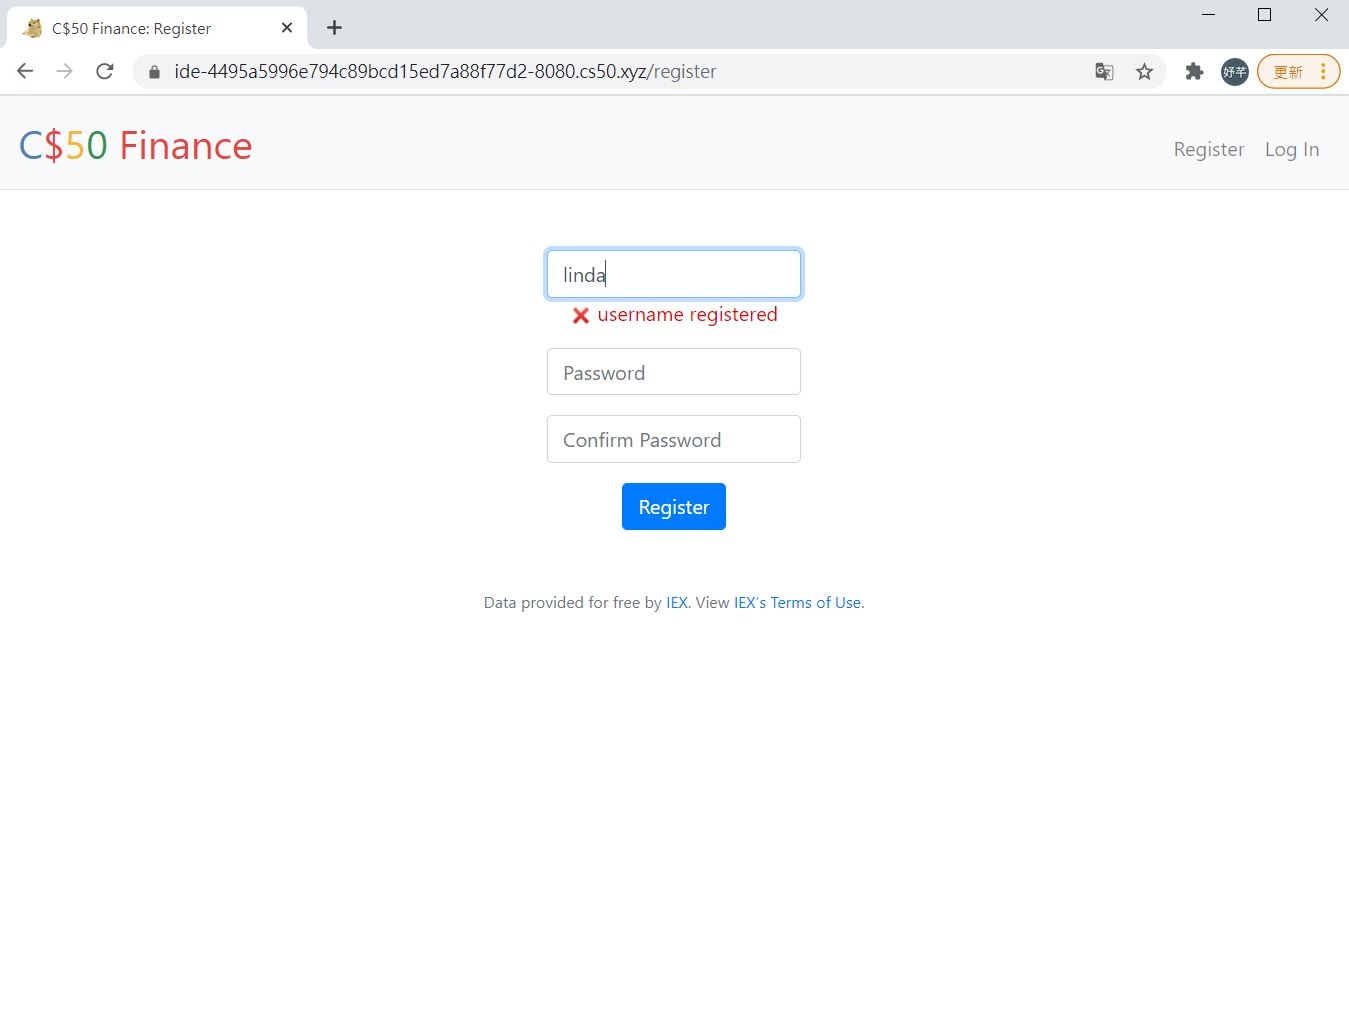 C$50 Finance: Register
ide-4495a5996e794c89bcd15ed7a88f77d2-8080.cs50.xyz/register
妤芊
更新
C$50 Finance
Register
Log In
linda
username registered
Password
Confirm Password
Register
Data provided for free by IEX. View IEX's Terms of Use.